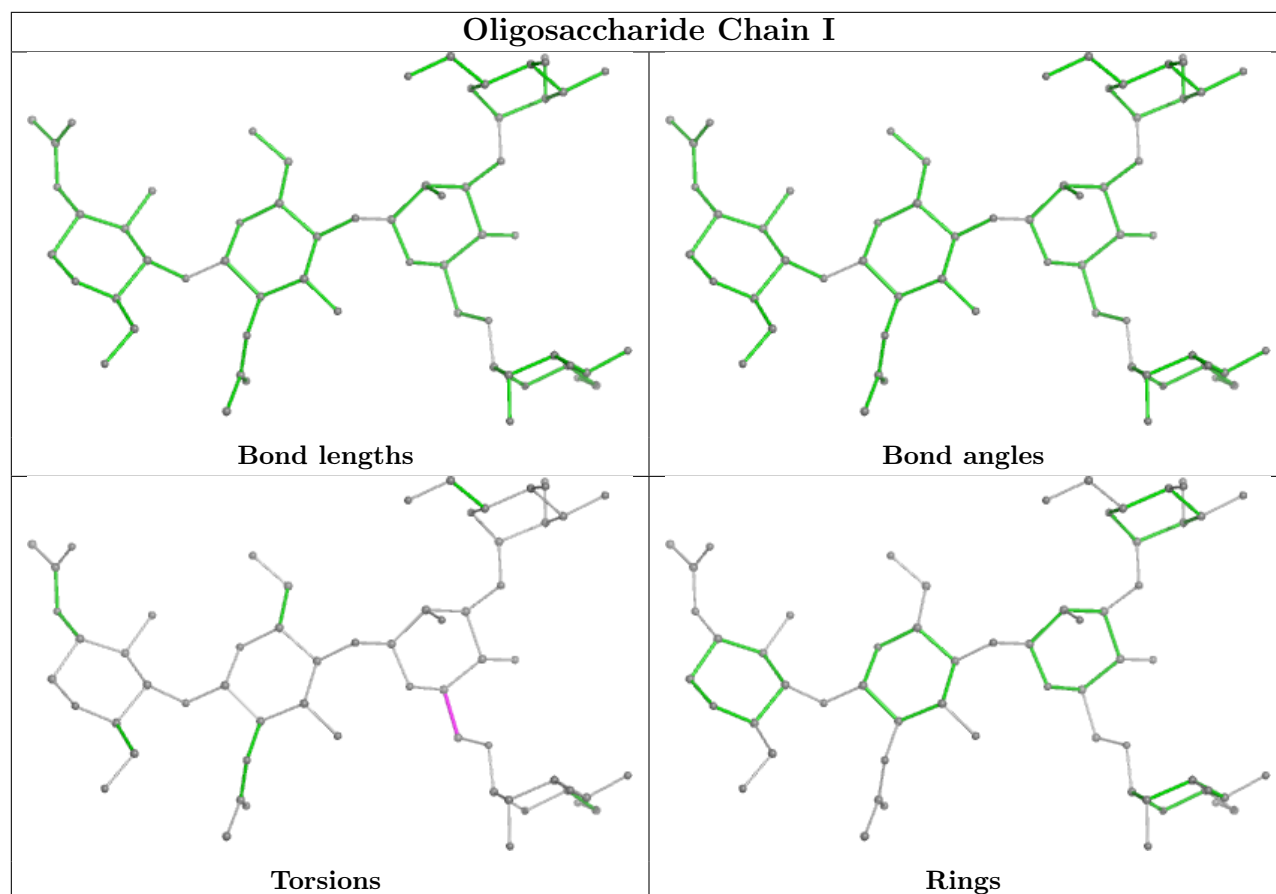 Oligosaccharide Chain I
Bond lengths
Bond angles
Torsions
Rings